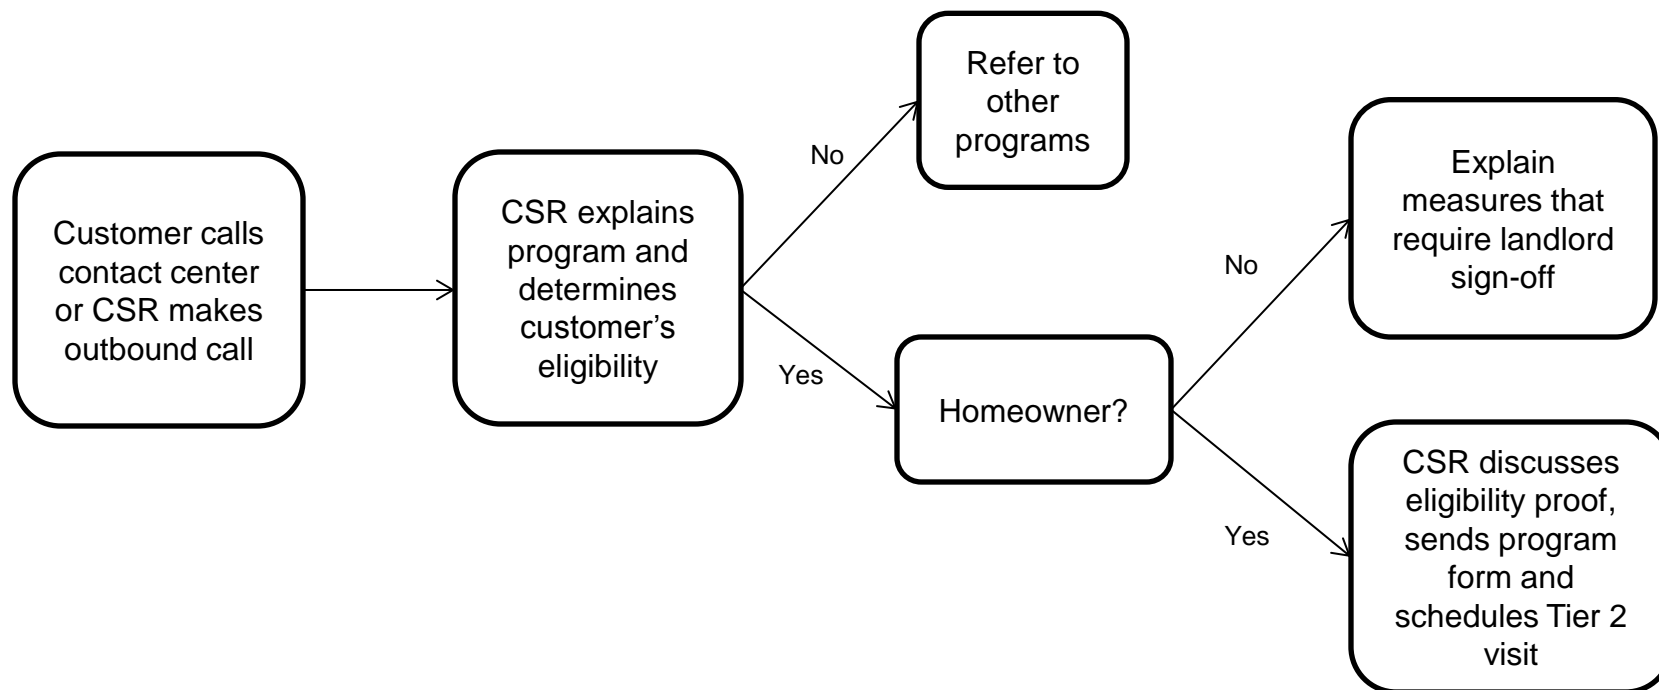 Customer calls
contact center
or CSR makes
outbound call
CSR explains
program and
determines
customer’s
eligibility
No
Refer to
other
programs
Yes
Homeowner?
No
Explain
measures that
require landlord
sign-off
Yes
CSR discusses
eligibility proof,
sends program
form and
schedules Tier 2
visit